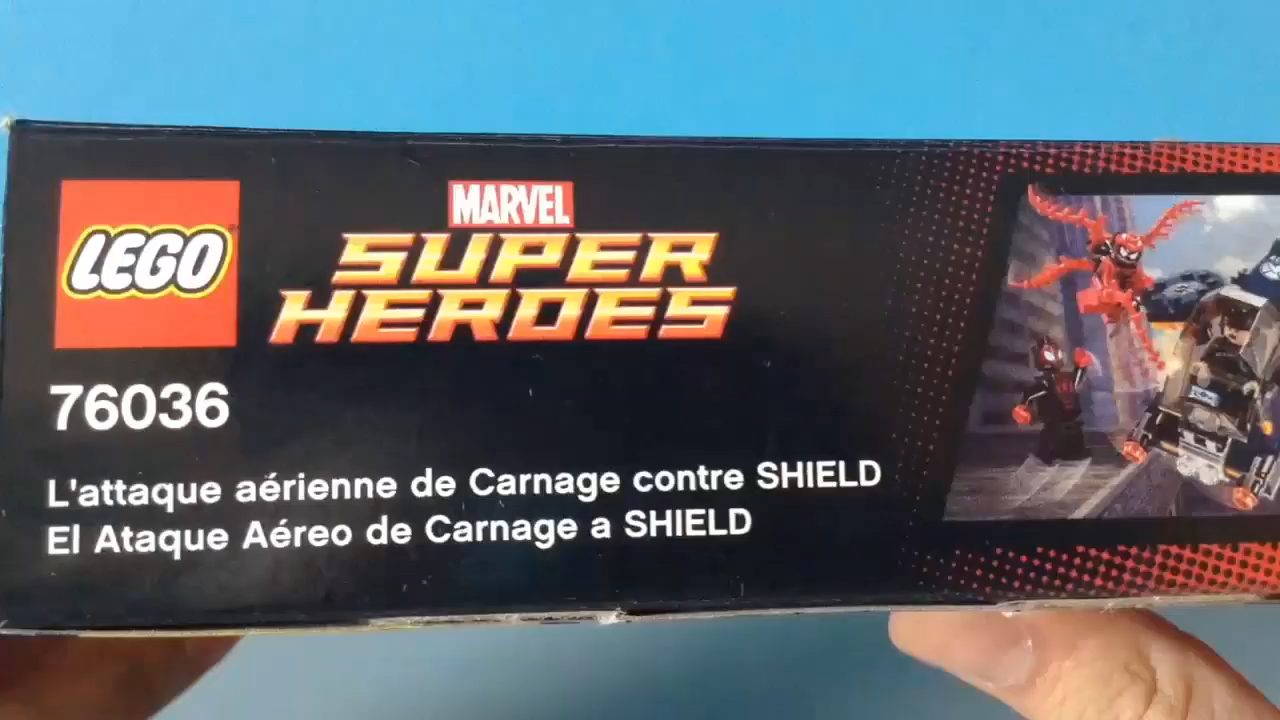 LEGO
MARVEL
SUPER
HEROES
76036
L'attaque aérienne de Carnage contre SHIELD
El Ataque Aéreo de Carnage a SHIELD